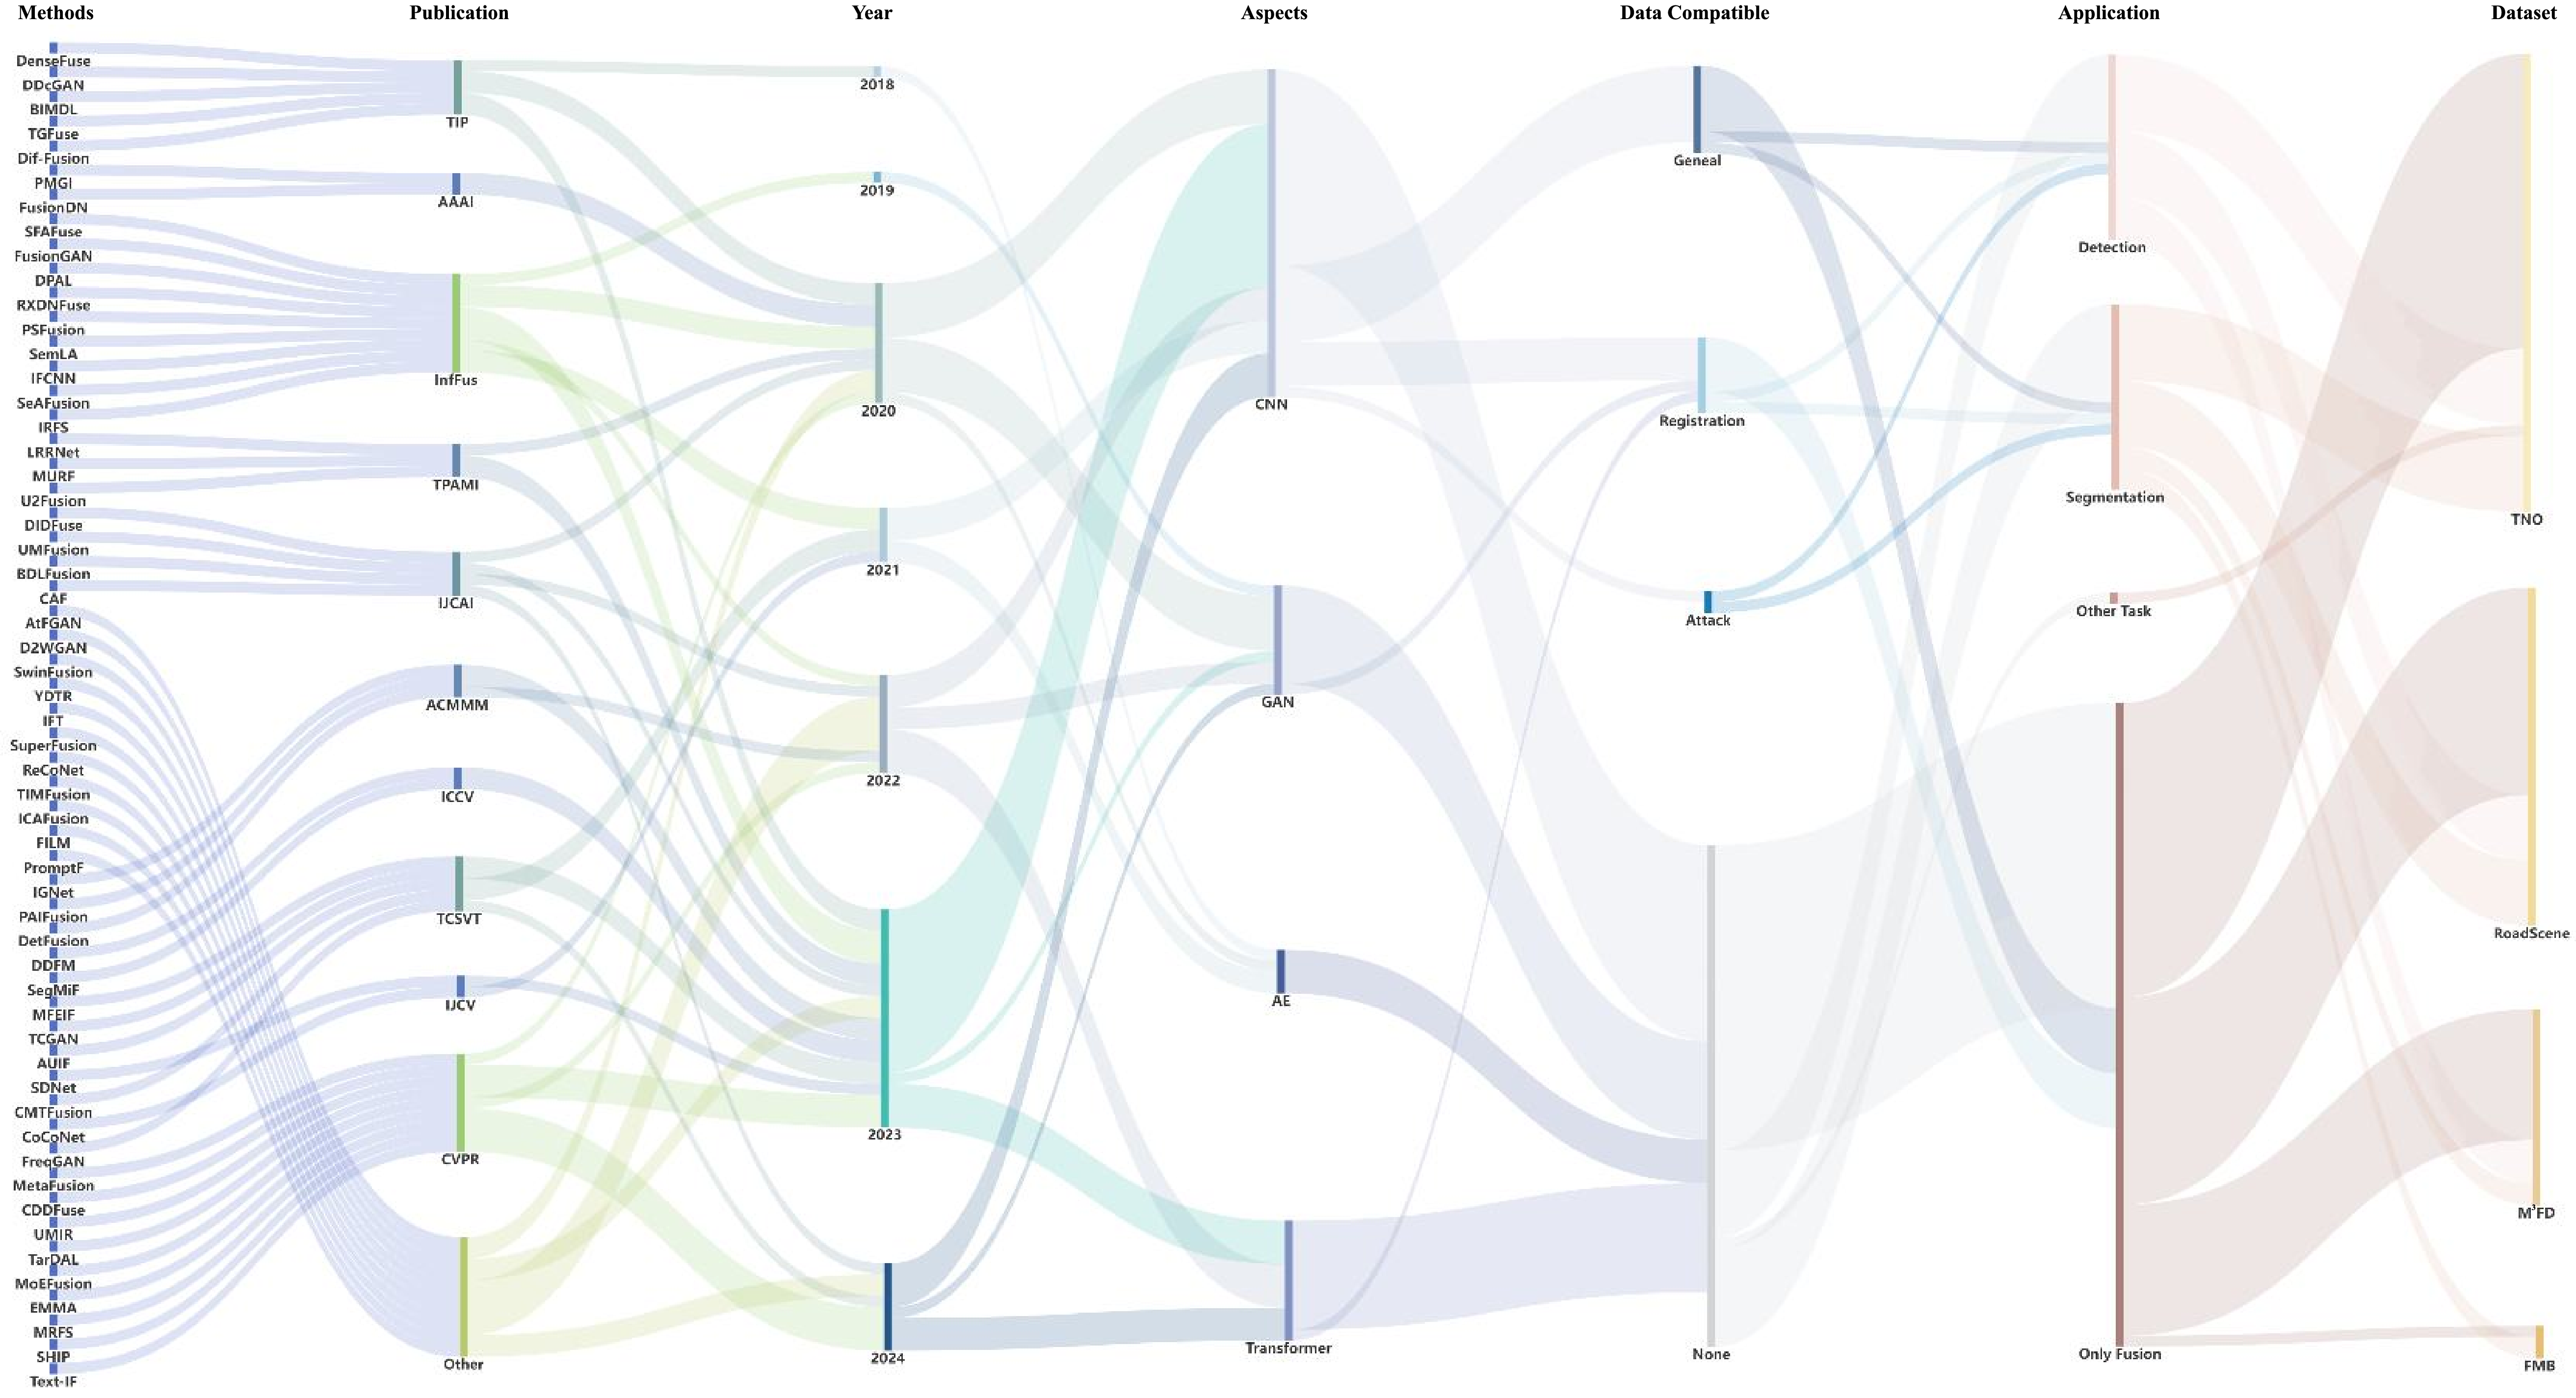 Methods
Publication
Year
Aspects
Data Compatible
Application
Dataset
DenseFuse
DDcGAN
BIMDL
TGFuse
Dif-Fusion
PMGI
FusionDN
SFAFuse
FusionGAN
DPAL
RXDNFuse
PSFusion
SemLA
IFCNN
SeAFusion
IRFS
LRRNet
MURF
U2Fusion
DIDFuse
UMFusion
BDLFusion
CAF
AtFGAN
D2WGAN
SwinFusion
YDTR
IFT
SuperFusion
ReCoNet
TIMFusion
ICAFusion
FILM
PromptF
IGNet
PAIFusion
DetFusion
DDFM
SegMiF
MFEIF
TCGAN
AUIF
SDNet
CMTFusion
CoCoNet
FreqGAN
MetaFusion
CDDFuse
UMIR
TarDAL
MoEFusion
EMMA
MRFS
SHIP
Text-IF
TIP
AAAI
InfFus
TPAMI
IJCAI
ACMMM
ICCV
TCSVT
IJCV
CVPR
Other
2018
2019
2020
2021
2022
2023
2024
CNN
GAN
AE
Transformer
Geneal
Registration
Attack
None
Detection
Segmentation
Other Task
Only Fusion
TNO
RoadScene
M³FD
FMB